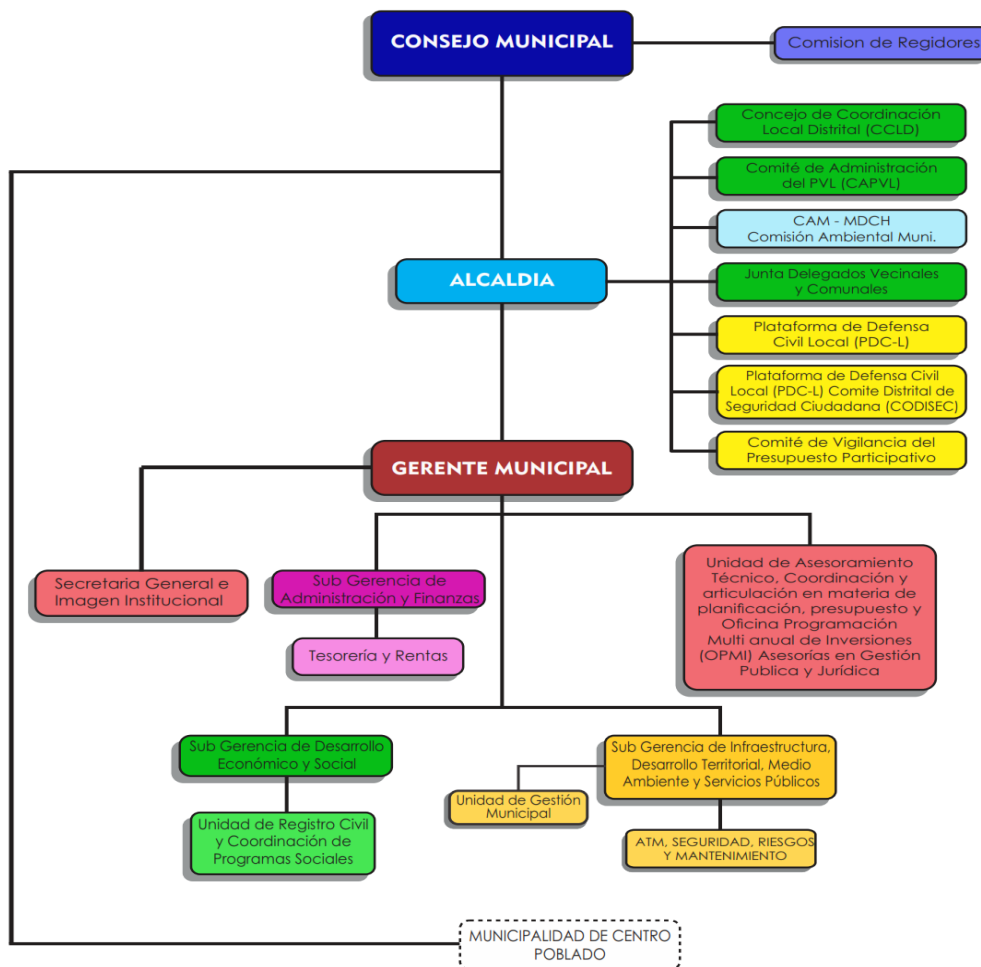 CONSEJO MUNICIPAL
Comision de Regidores
Concejo de Coordinación
Local Distrital (CCLD)
Comité de Administración
del PVL (CAPVL)
CAM - MDCH
Comisión Ambiental Muni.
ALCALDIA
Junta Delegados Vecinales
y Comunales
Plataforma de Defensa
Civil Local (PDC-L)
Plataforma de Defensa Civil
Local (PDC-L) Comite Distrital de
Seguridad Ciudadana (CODISEC)
Comité de Vigilancia del
Presupuesto Participativo
GERENTE MUNICIPAL
Secretaria General e
Imagen Institucional
Sub Gerencia de
Administración y Finanzas
Tesorería y Rentas
Unidad de Asesoramiento
Técnico, Coordinación y
articulación en materia de
planificación, presupuesto y
Oficina Programación
Multi anual de Inversiones
(OPMI) Asesorías en Gestión
Publica y Jurídica
Sub Gerencia de Desarrollo
Económico y Social
Unidad de Registro Civil
y Coordinación de
Programas Sociales
Sub Gerencia de Infraestructura,
Desarrollo Territorial, Medio
Ambiente y Servicios Públicos
Unidad de Gestión
Municipal
ATM, SEGURIDAD, RIESGOS
Y MANTENIMIENTO
MUNICIPALIDAD DE CENTRO
POBLADO